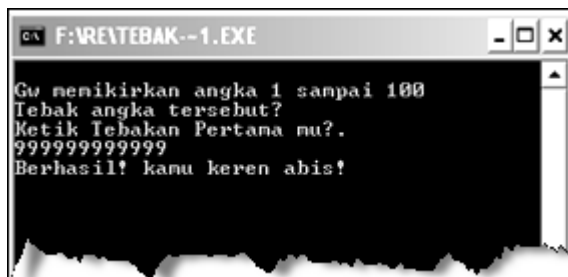 F:\RE\TEBAK-~1.EXE
Gw memikirkan angka 1 sampai 100
Tebak angka tersebut?
Ketik Tebakan Pertama mu?.
999999999999
Berhasil! kamu keren abis!